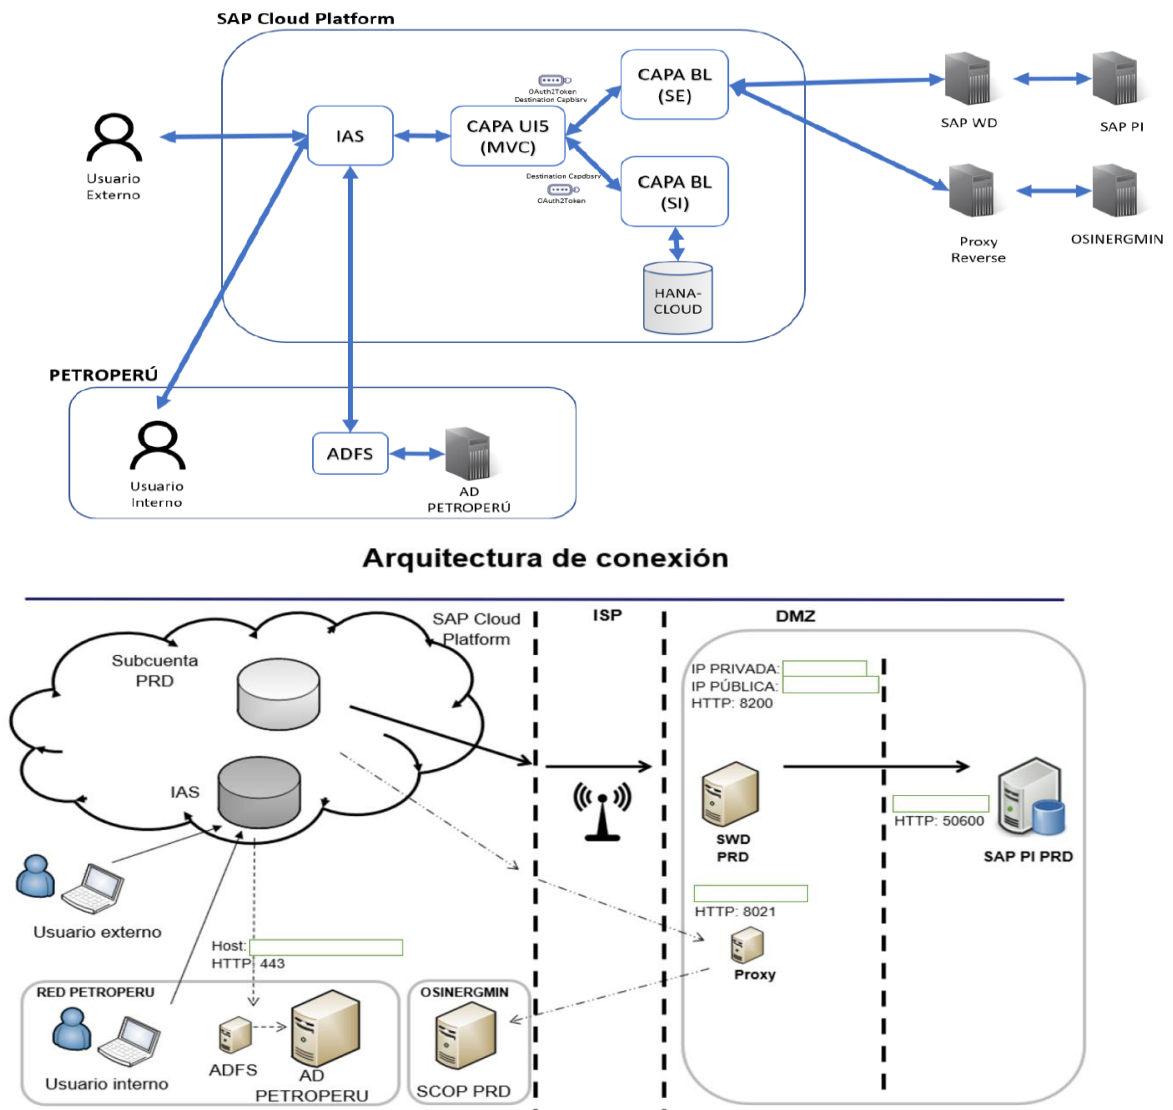 SAP Cloud Platform
Usuario
Externo
IAS
CAPA UI5
(MVC)
OAuth2Token
Destination Capblsrv
CAPA BL
(SE)
Destination Capdbsrv
OAuth2Token
CAPA BL
(SI)
HANA-
CLOUD
SAP WD
SAP PI
Proxy
Reverse
OSINERGMIN
PETROPERÚ
Usuario
Interno
ADFS
AD
PETROPERÚ
Arquitectura de conexión
SAP Cloud
Platform
ISP
DMZ
Subcuenta
PRD
IAS
IP PRIVADA:
IP PÚBLICA:
HTTP: 8200
SWD
PRD
HTTP: 50600
SAP PI PRD
HTTP: 8021
Proxy
Usuario externo
Host:
HTTP: 443
RED PETROPERU
Usuario interno
ADFS
AD
PETROPERU
OSINERGMIN
SCOP PRD